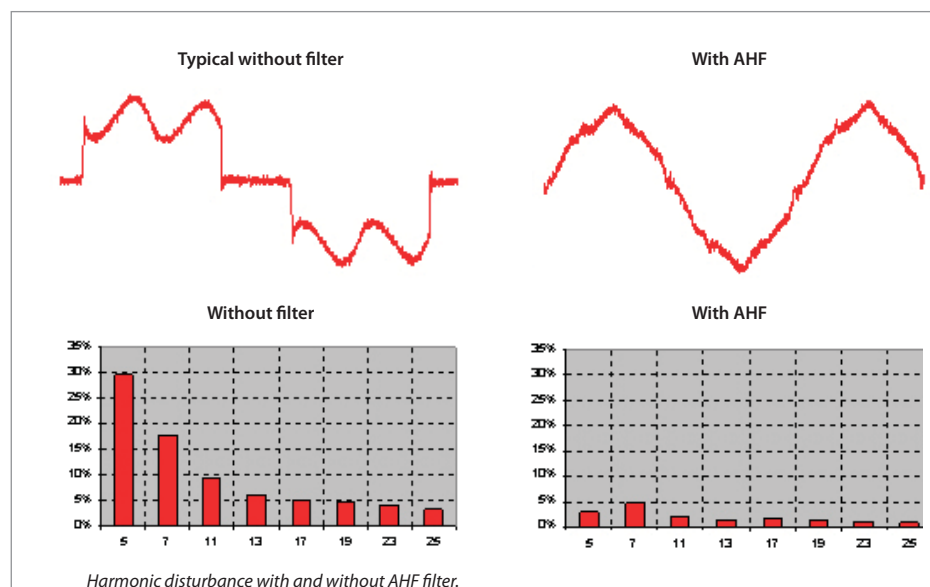 Typical without filter
With AHF
Without filter
With AHF
35%
30%
25%
20%
15%
10%
5%
0%
5 7 11 13 17 19 23 25
35%
30%
25%
20%
15%
10%
5%
0%
5 7 11 13 17 19 23 25
Harmonic disturbance with and without AHF filter.